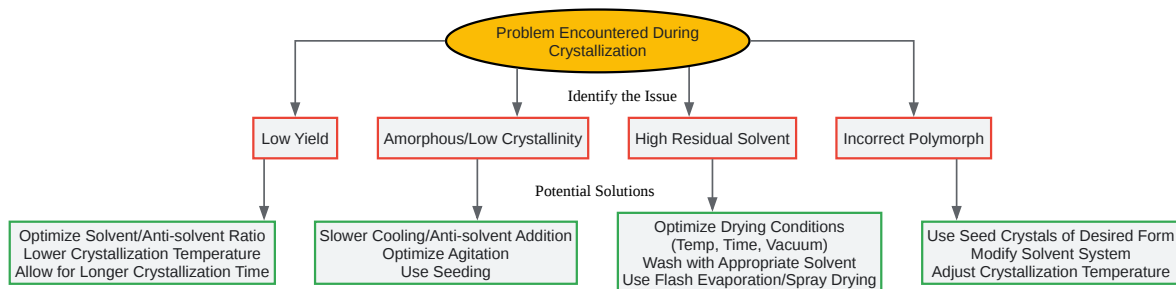 Problem Encountered During
Crystallization
Identify the Issue
Low Yield
Amorphous/Low Crystallinity
High Residual Solvent
Incorrect Polymorph
Potential Solutions
Optimize Solvent/Anti-solvent Ratio
Lower Crystallization Temperature
Allow for Longer Crystallization Time
Slower Cooling/Anti-solvent Addition
Optimize Agitation
Use Seeding
Optimize Drying Conditions
(Temp, Time, Vacuum)
Wash with Appropriate Solvent
Use Flash Evaporation/Spray Drying
Use Seed Crystals of Desired Form
Modify Solvent System
Adjust Crystallization Temperature